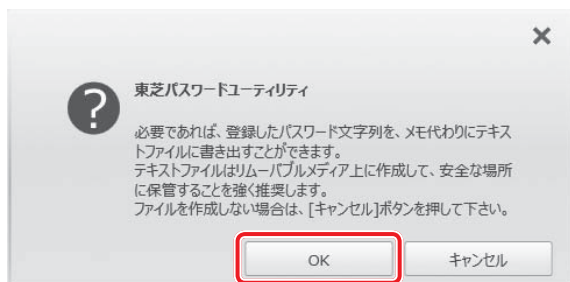 東芝パスワードユーティリティ
必要であれば、登録したパスワード文字列を、メモ代わりにテキス
トファイルに書き出すことができます。
テキストファイルはリムーバブルメディア上に作成して、安全な場所
に保管することを強く推奨します。
ファイルを作成しない場合は、[キャンセル]ボタンを押して下さい。
OK
キャンセル